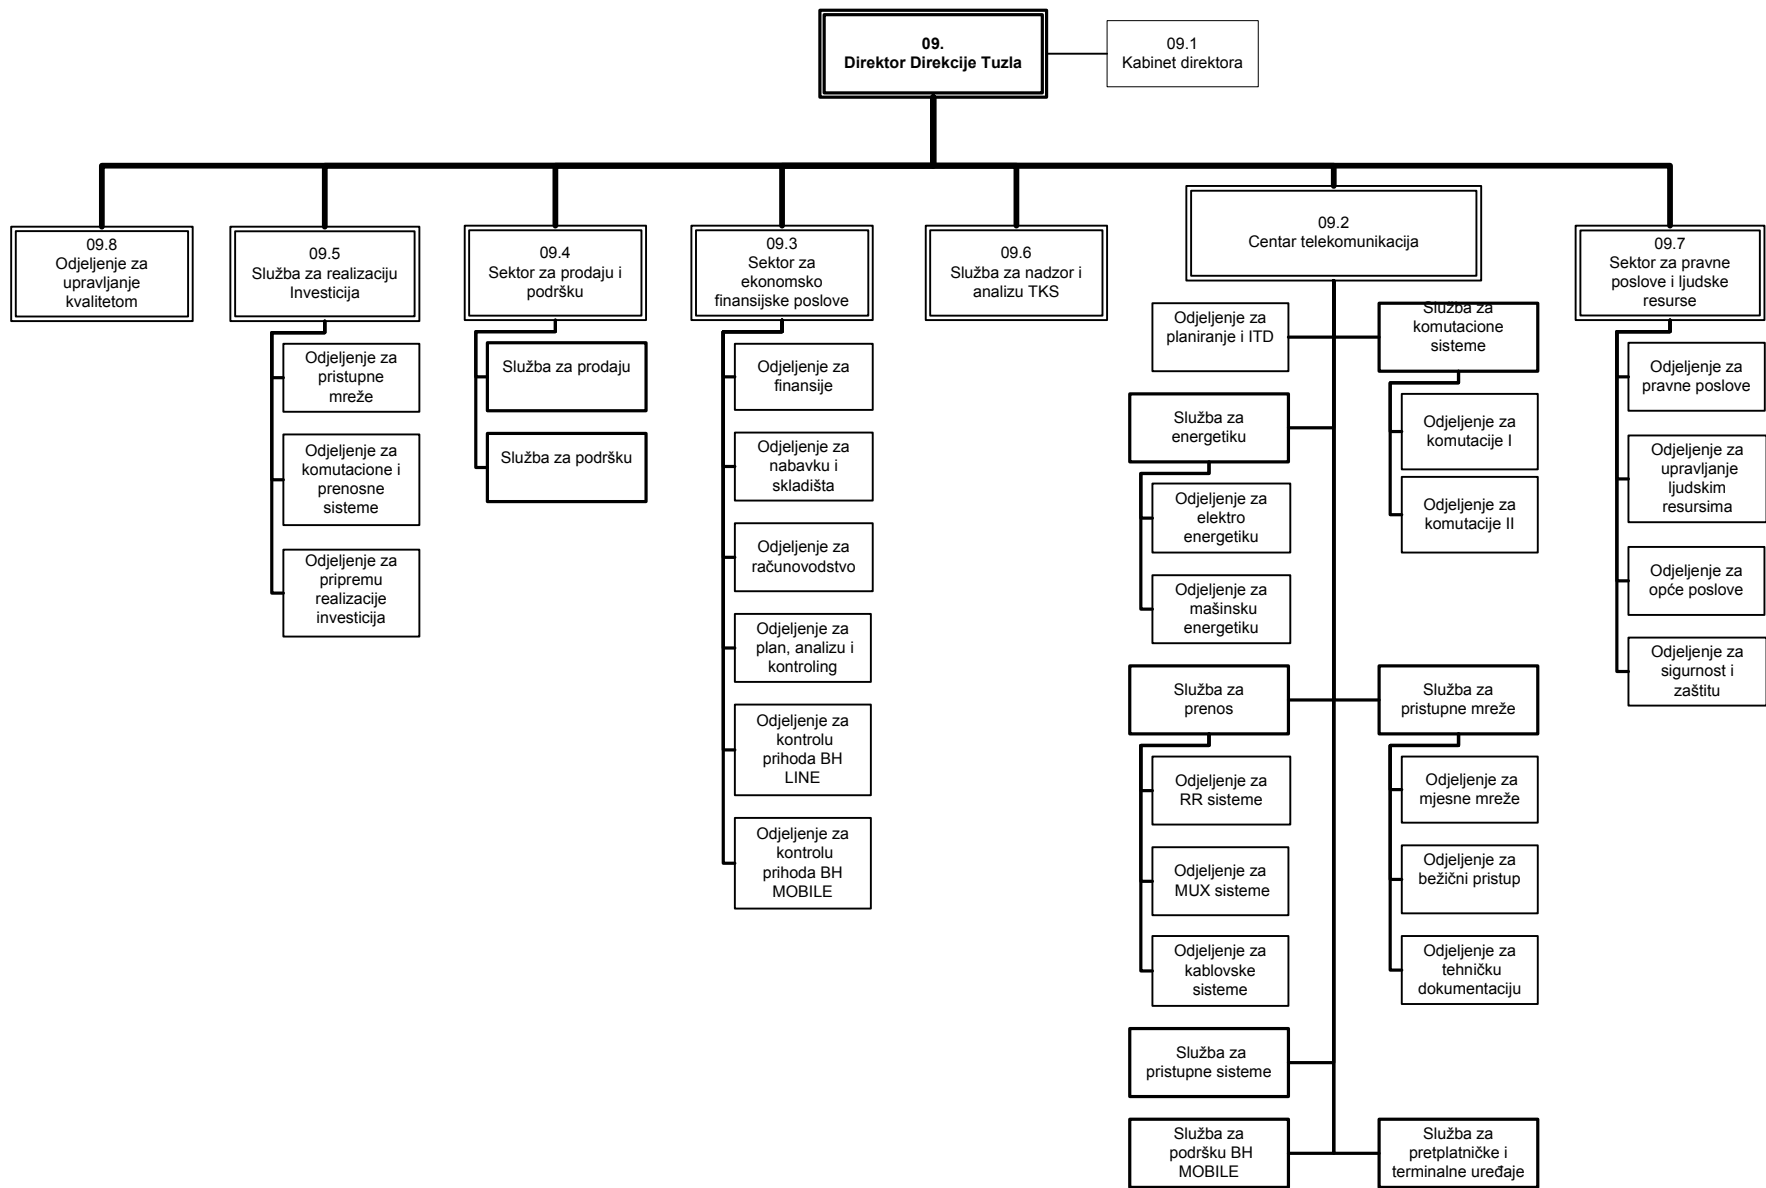 09.
Direktor Direkcije Tuzla
09.1
Kabinet direktora
09.8
Odjeljenje za
upravljanje
kvalitetom
09.5
Služba za realizaciju
Investicija
09.4
Sektor za prodaju i
podršku
09.3
Sektor za
ekonomsko
finansijske poslove
09.6
Služba za nadzor i
analizu TKS
09.2
Centar telekomunikacija
09.7
Sektor za pravne
poslove i ljudske
resurse
Odjeljenje za
pristupne
mreže
Odjeljenje za
komutacione i
prenosne
sisteme
Odjeljenje za
pripremu
realizacije
investicija
Služba za prodaju
Služba za podršku
Odjeljenje za
finansije
Odjeljenje za
nabavku i
skladišta
Odjeljenje za
računovodstvo
Odjeljenje za
plan, analizu i
kontroling
Odjeljenje za
kontrolu
prihoda BH
LINE
Odjeljenje za
kontrolu
prihoda BH
MOBILE
Odjeljenje za
planiranje i ITD
Služba za
komutacione
sisteme
Odjeljenje za
komutacije I
Odjeljenje za
komutacije II
Služba za
energetiku
Odjeljenje za
elektro
energetiku
Odjeljenje za
mašinsku
energetiku
Služba za
prenos
Odjeljenje za
RR sisteme
Odjeljenje za
MUX sisteme
Odjeljenje za
kablovske
sisteme
Služba za
pristupne mreže
Odjeljenje za
mjesne mreže
Odjeljenje za
bežični pristup
Odjeljenje za
tehničku
dokumentaciju
Služba za
pristupne sisteme
Služba za
podršku BH
MOBILE
Služba za
pretplatničke i
terminalne uređaje
Odjeljenje za
pravne poslove
Odjeljenje za
upravljanje
ljudskim
resursima
Odjeljenje za
opće poslove
Odjeljenje za
sigurnost i
zaštitu